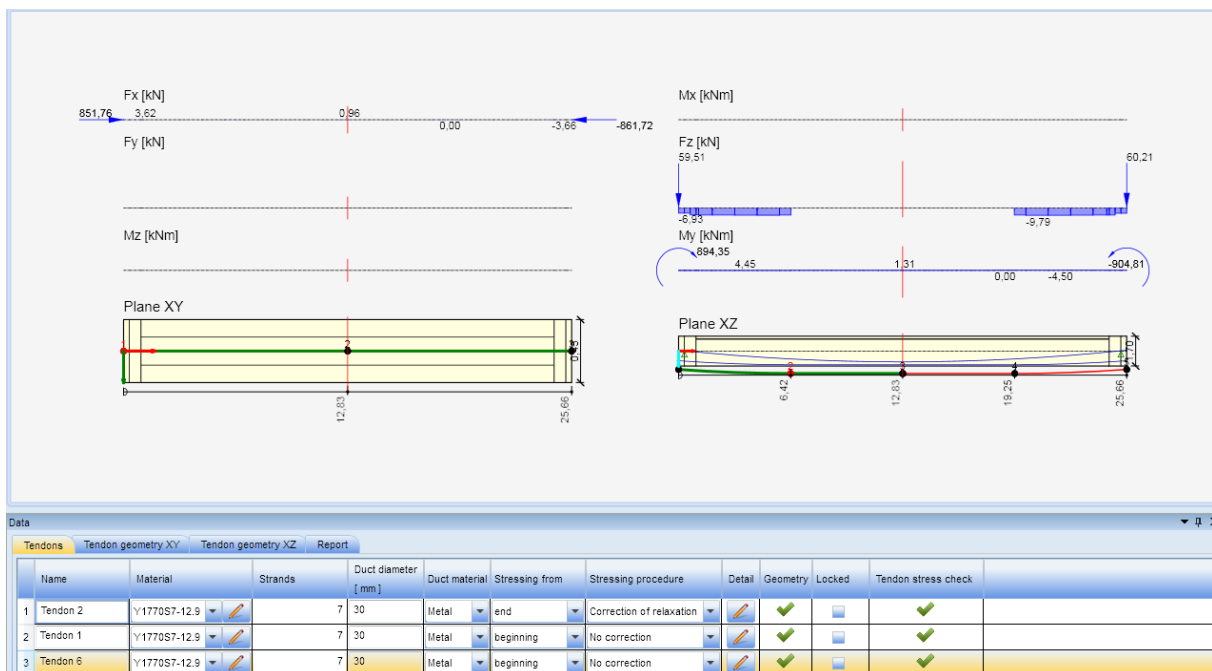 Fx [kN]
851,76 3,62 0,96 0,00 -3,66 -861,72
Fy [kN]
Mz [kNm]
Plane XY
1 2
0,45
12,83
25,66
Mx [kNm]
Fz [kN]
59,51 60,21
-6,93 -9,79
My [kNm]
894,35
4,45 1,31 0,00 -4,50 -904,81
Plane XZ
2 3 4
6,42
12,83
19,25
25,66
Data
Tendons Tendon geometry XY Tendon geometry XZ Report
Name Material Strands Duct diameter [mm] Duct material Stressing from Stressing procedure Detail Geometry Locked Tendon stress check
1 Tendon 2 Y1770S7-12.9 7 30 Metal end Correction of relaxation
2 Tendon 1 Y1770S7-12.9 7 30 Metal beginning No correction
3 Tendon 6 Y1770S7-12.9 7 30 Metal beginning No correction